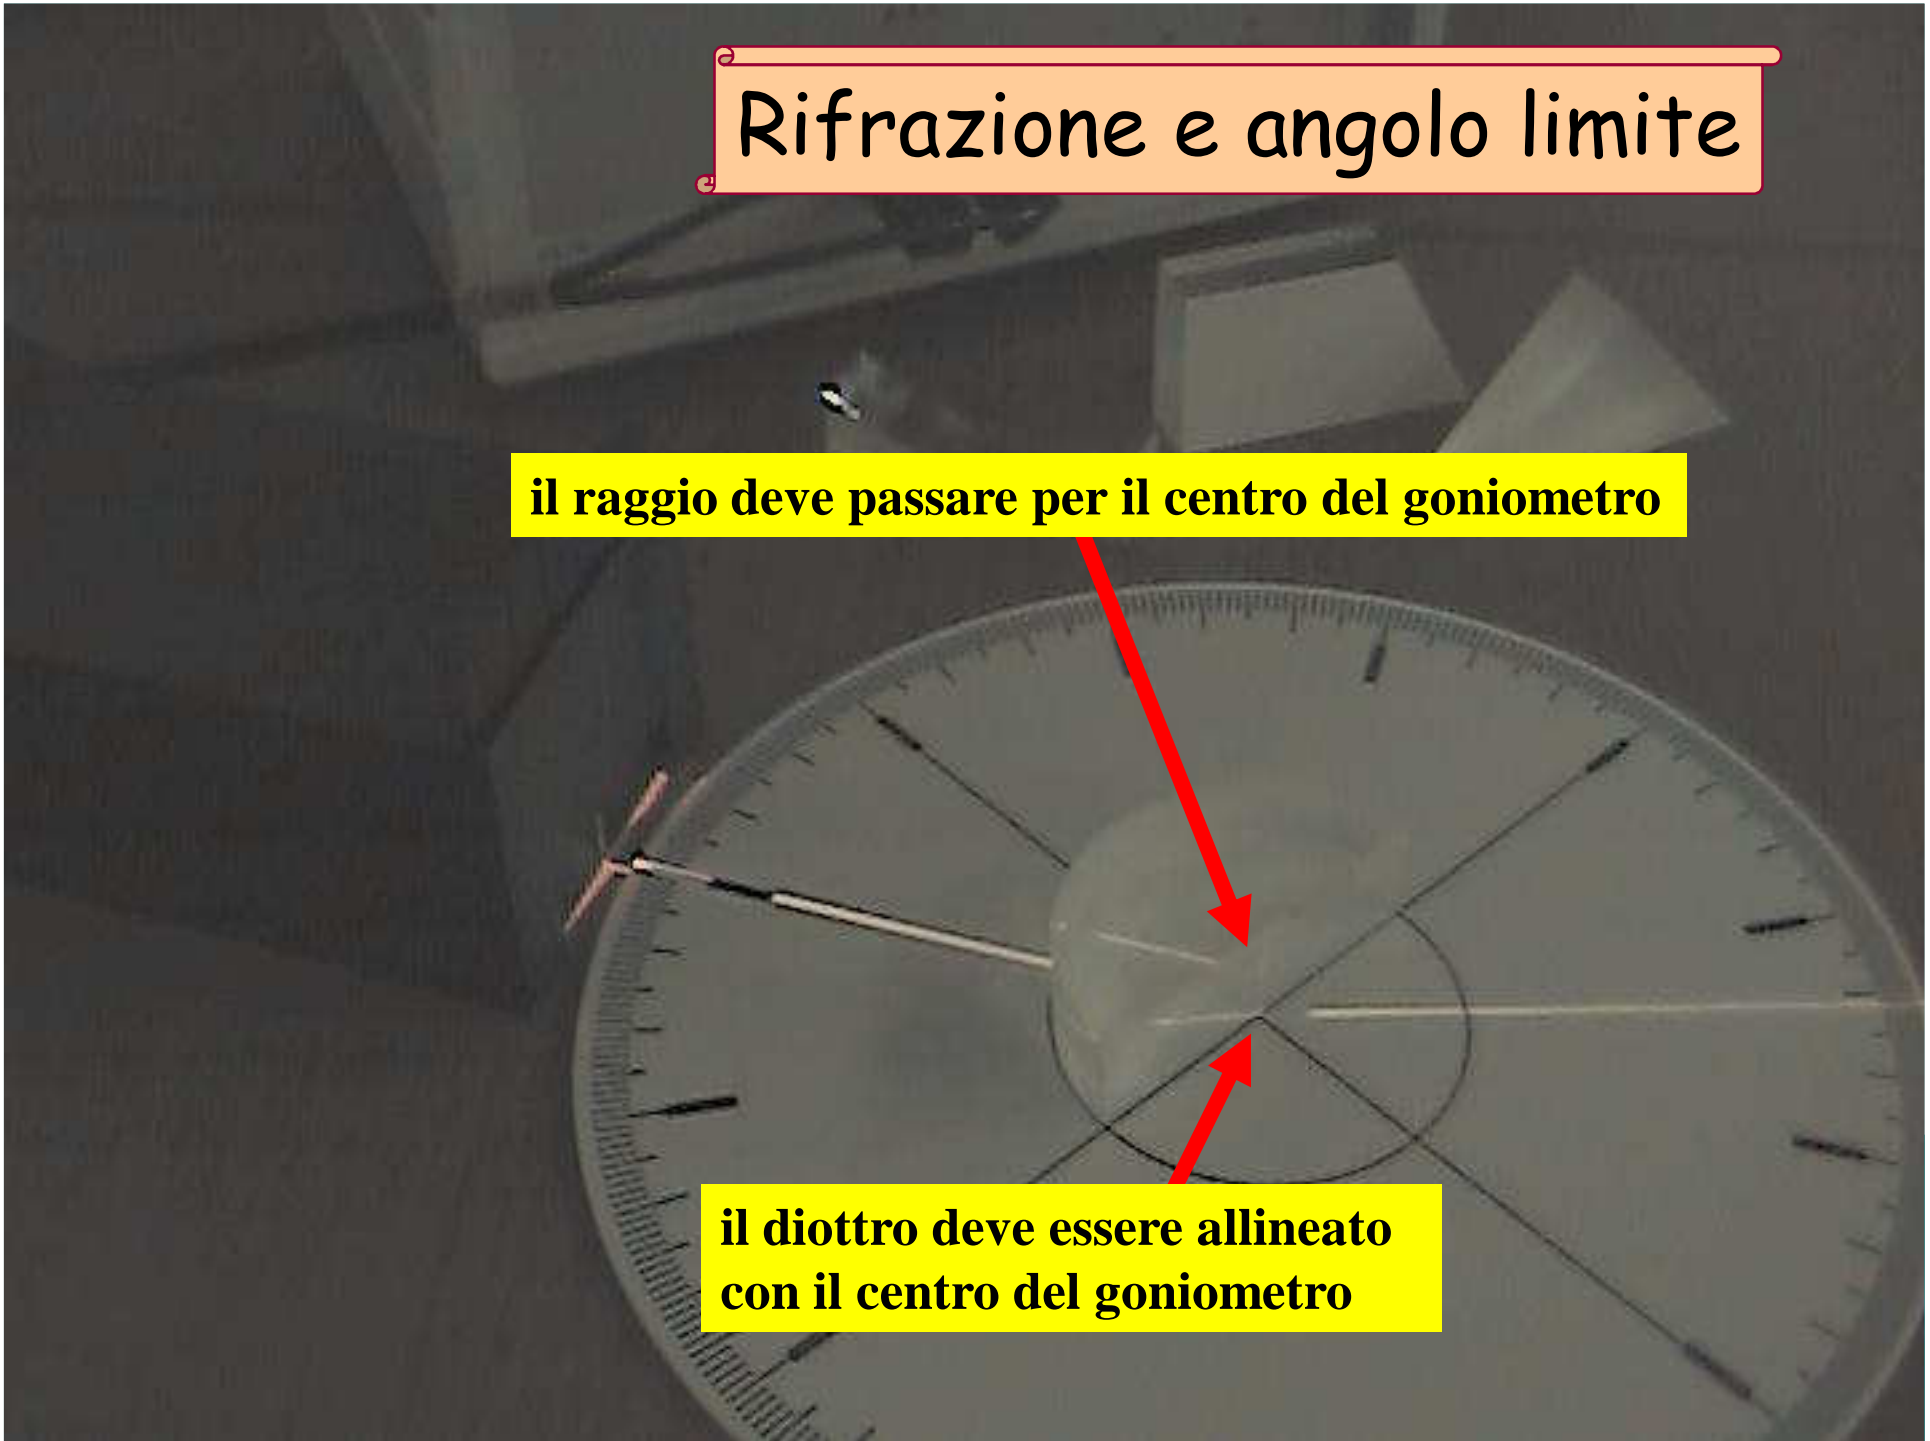 Rifrazione e angolo limite
il raggio deve passare per il centro del goniometro
il diottro deve essere allineato
con il centro del goniometro